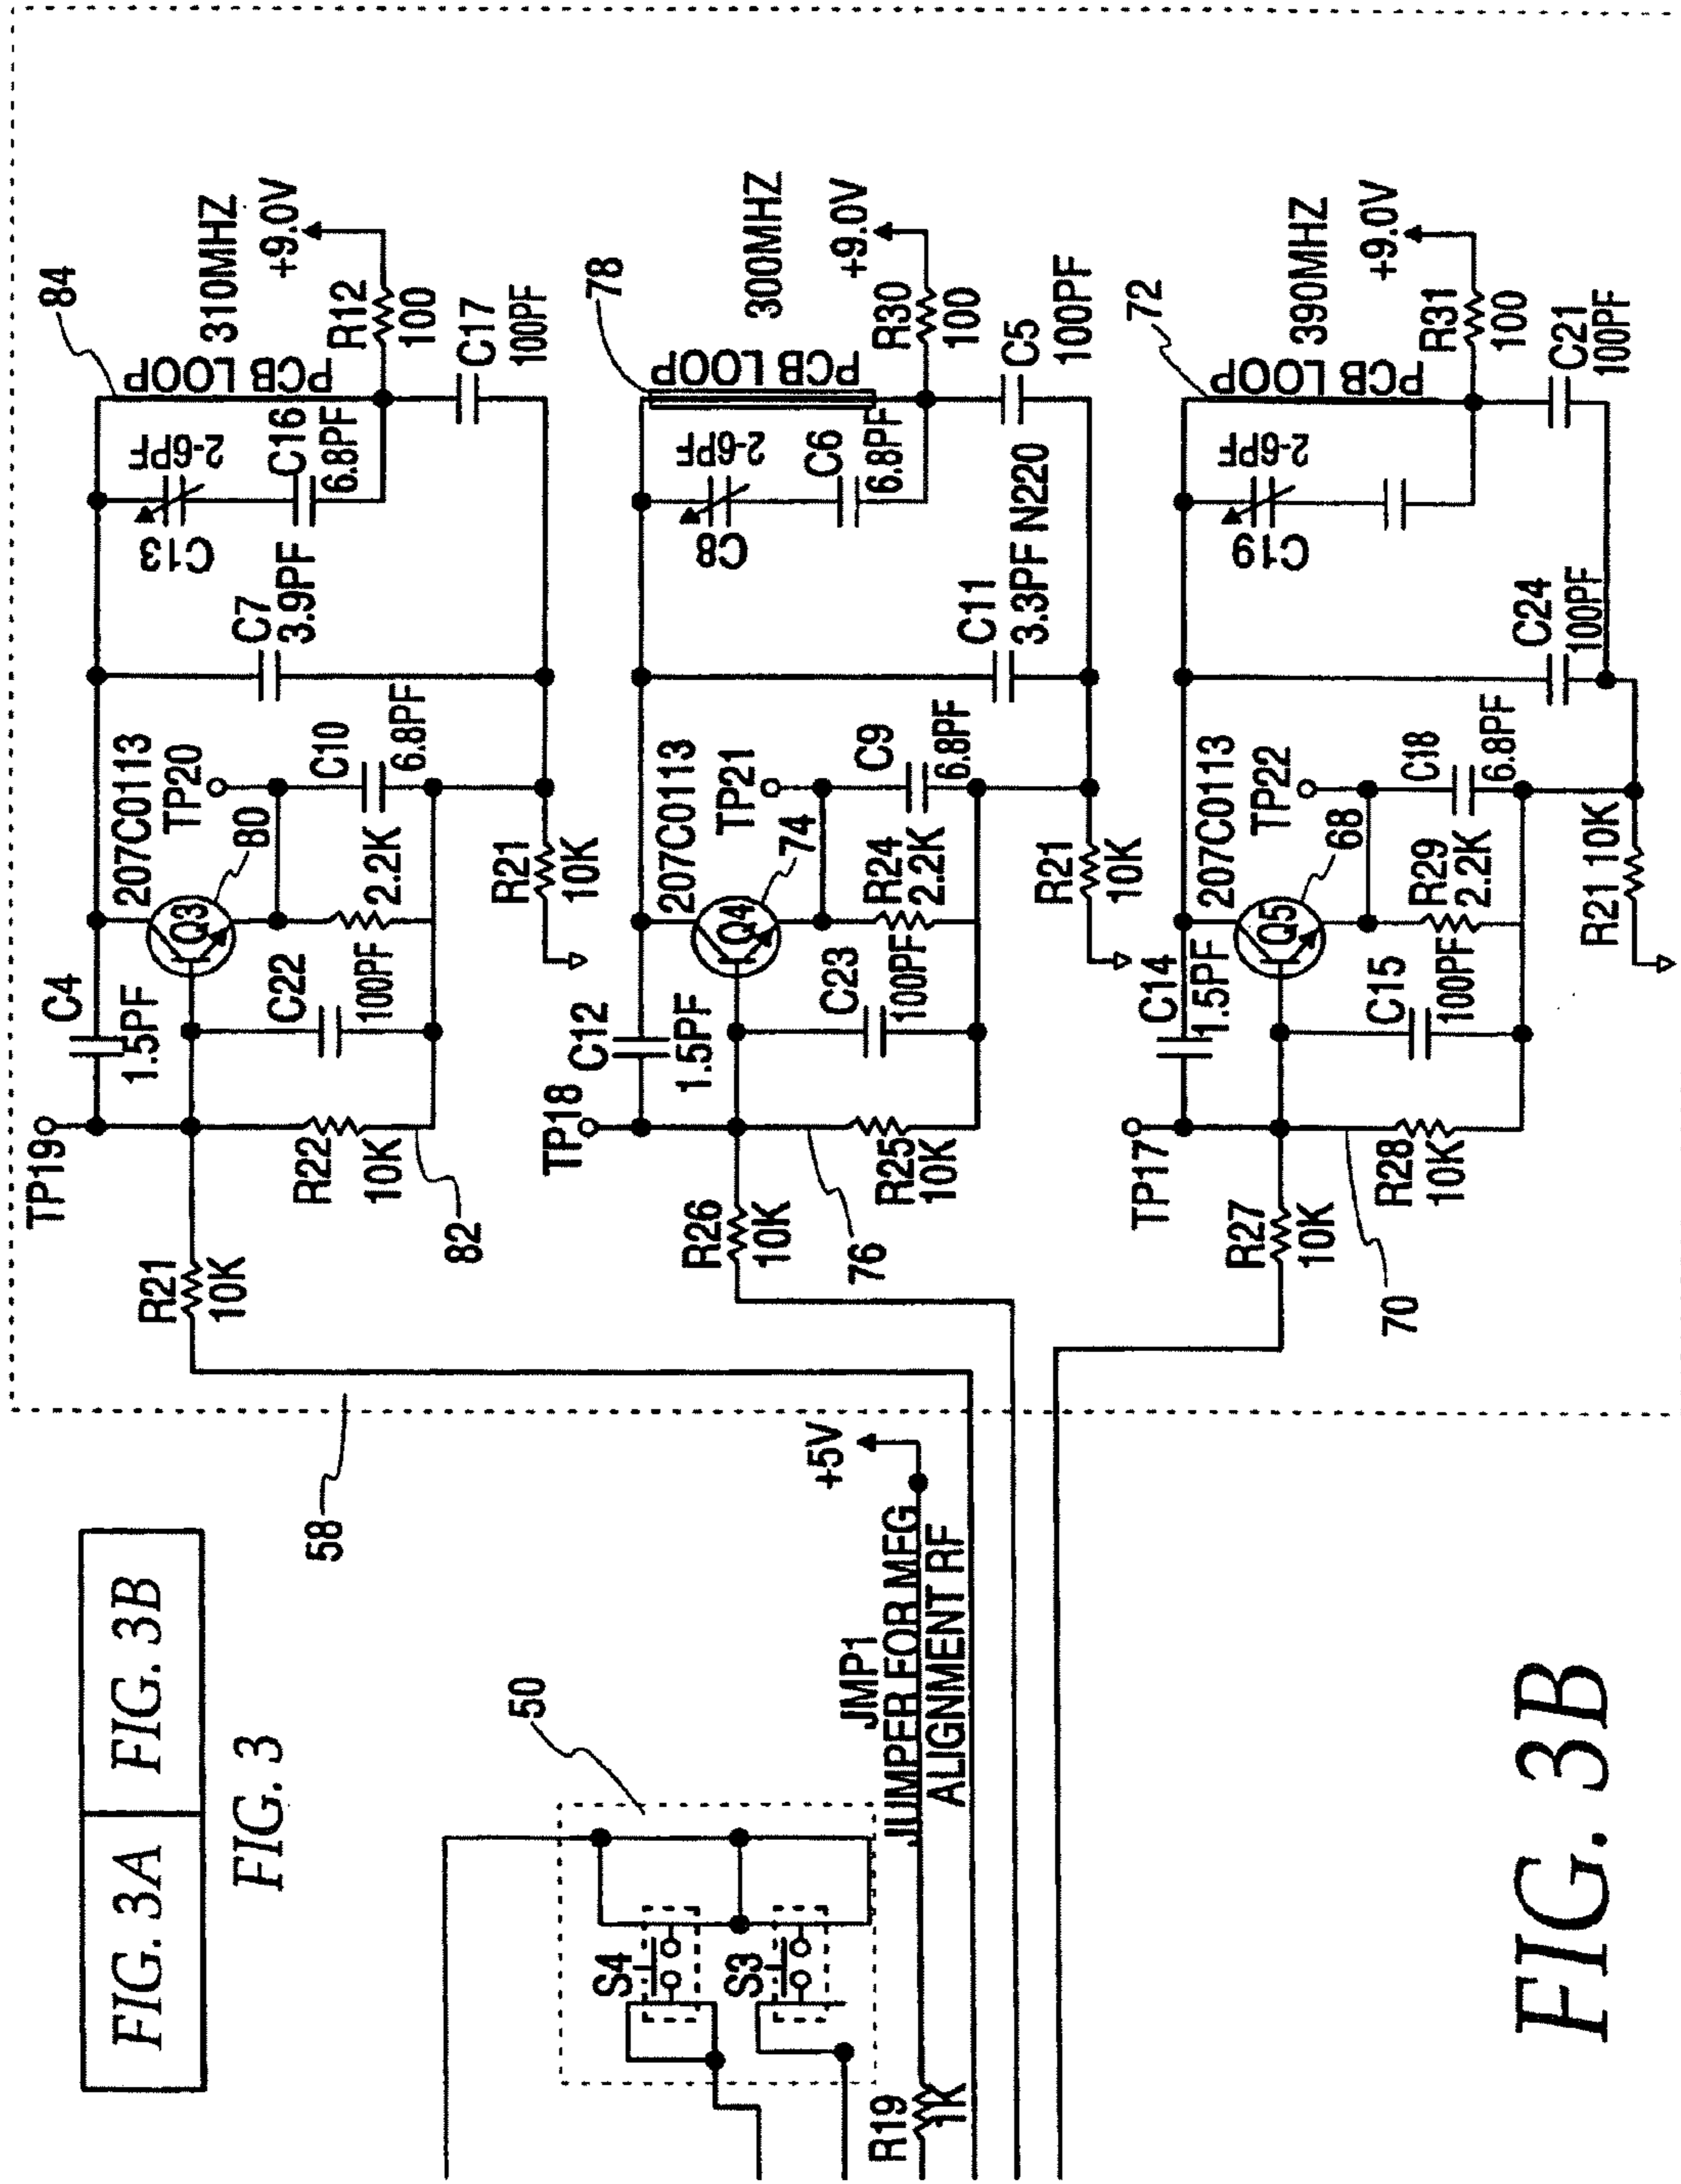 FIG. 3A
FIG. 3B
FIG. 3
58
50
S4
S3
+5V
JMP1
JUMPER FOR MFG
ALIGNMENT RF
R19
1K
TP19
C4
1.5PF
207C0113
TP20
80
Q3
C7
3.9PF
C13
2-6PF
C16
6.8PF
PCB LOOP
84
310MHZ
+9.0V
R12
100
C17
100PF
R21
10K
R22
10K
82
C22
100PF
2.2K
C10
6.8PF
R21
10K
TP18
C12
1.5PF
207C0113
TP21
74
Q4
C8
2-6PF
C6
6.8PF
PCB LOOP
78
300MHZ
+9.0V
R30
100
C5
100PF
R26
10K
76
R25
10K
C23
100PF
R24
2.2K
C9
6.8PF
C11
3.3PF N220
R21
10K
TP17
C14
1.5PF
207C0113
TP22
68
Q5
C19
2-6PF
PCB LOOP
72
390MHZ
+9.0V
R31
100
C21
100PF
R27
10K
70
R28
10K
C15
100PF
R29
2.2K
C18
6.8PF
C24
100PF
R21 10K
FIG. 3B